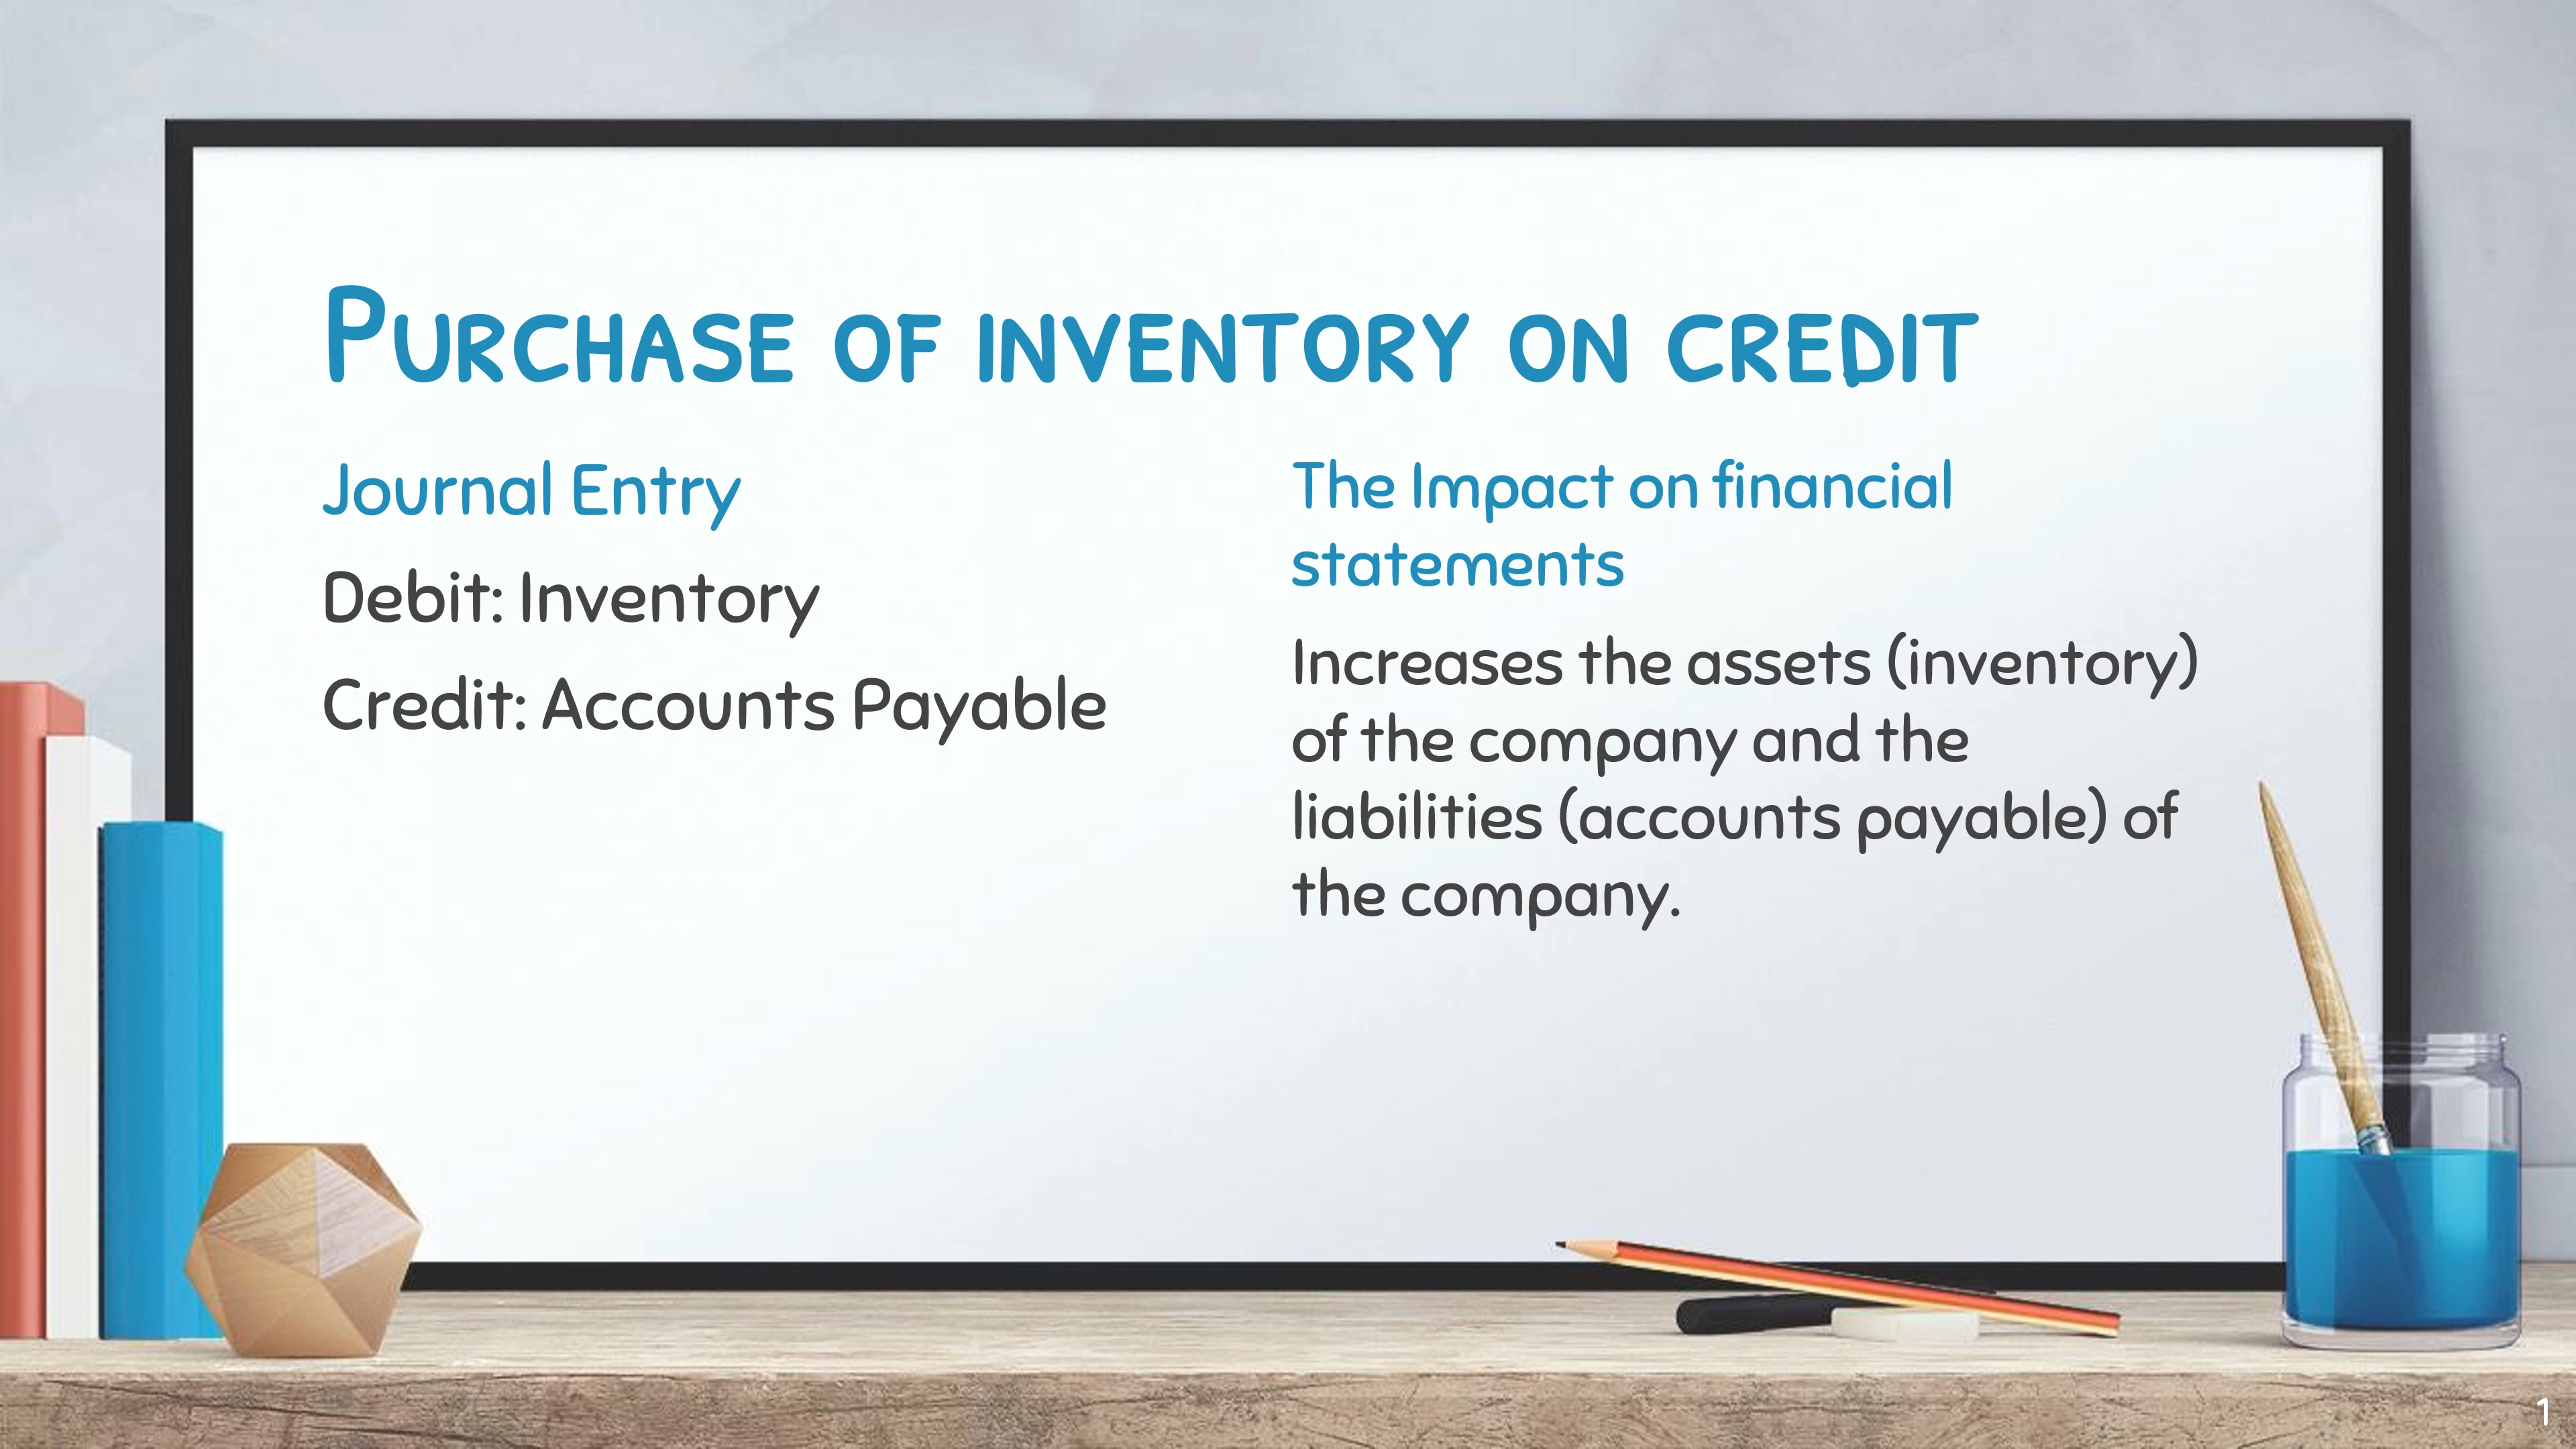 Purchase of inventory on credit
Journal Entry
Debit: Inventory
Credit: Accounts Payable
The Impact on financial
statements
Increases the assets (inventory)
of the company and the
liabilities (accounts payable) of
the company.
1